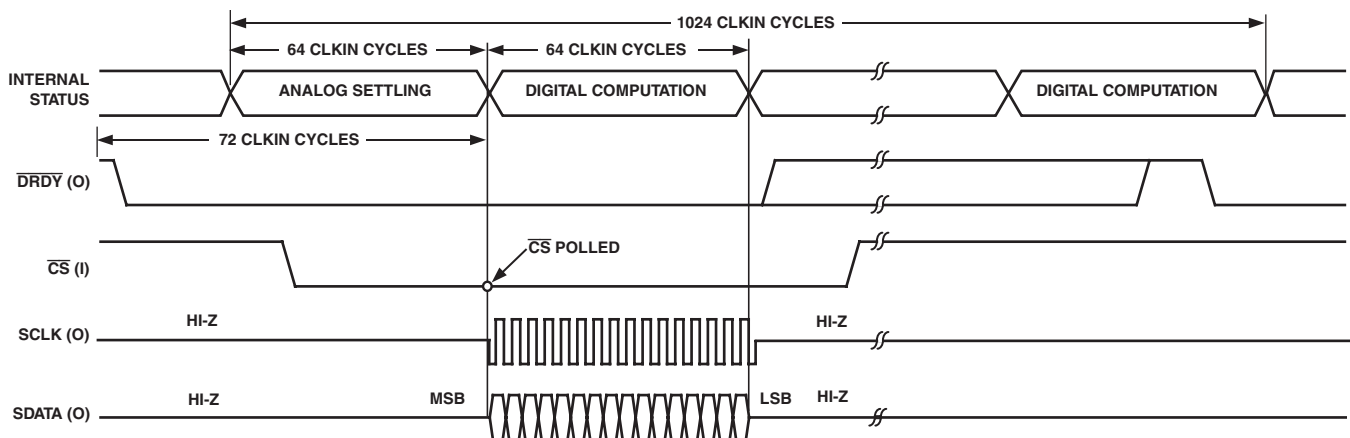 1024 CLKIN CYCLES
64 CLKIN CYCLES 64 CLKIN CYCLES
INTERNAL STATUS
ANALOG SETTLING DIGITAL COMPUTATION DIGITAL COMPUTATION
72 CLKIN CYCLES
DRDY (O)
CS POLLED
CS (I)
HI-Z HI-Z
SCLK (O)
HI-Z MSB LSB HI-Z
SDATA (O)